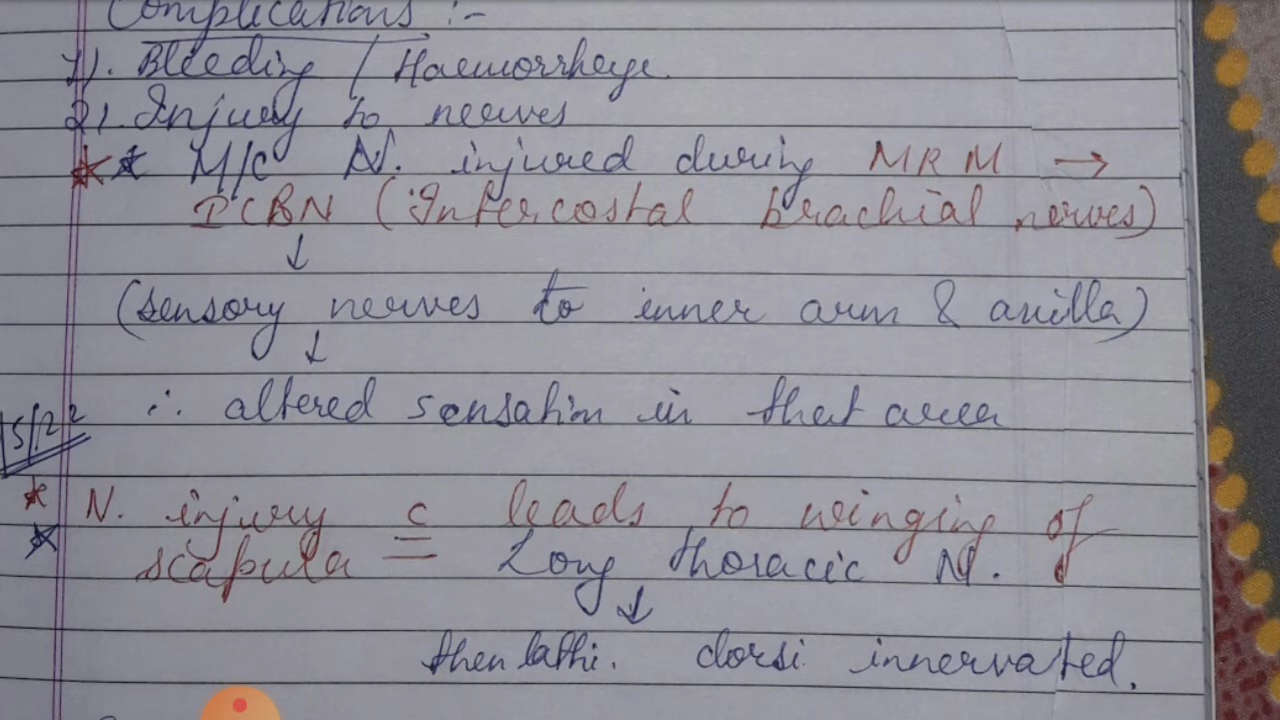 Complications :-
1). Bleeding / Haemorrhage.
2). Injury to nerves
M/C N. injured during MRM →
ICBN (Intercostal brachial nerves)
↓
(sensory nerves to inner arm & axilla)
↓
∴ altered sensation in that area
N. injury c leads to winging of
scapula = Long thoracic N.
↓
then lathi. dorsi innervated.